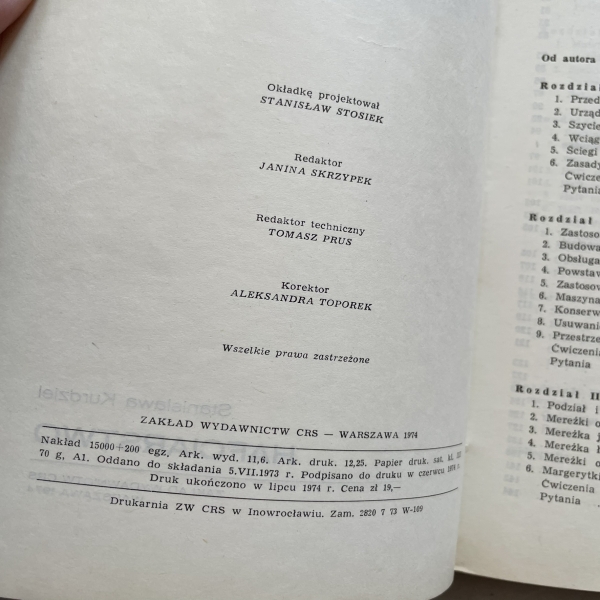 Okładkę projektował
STANISŁAW STOSIEK
Redaktor
JANINA SKRZYPEK
Redaktor techniczny
TOMASZ PRUS
Korektor
ALEKSANDRA TOPOREK
Wszelkie prawa zastrzeżone
Stanisława Kurdziel
ZAKŁAD WYDAWNICTW CRS — WARSZAWA 1974
Nakład 15000+200 egz. Ark. wyd. 11,6. Ark. druk. 12,25. Papier druk. sat. kl.
70 g, A1. Oddano do składania 5.VII.1973 r. Podpisano do druku w czerwcu 1974 r.
Druk ukończono w lipcu 1974 r. Cena zł 19,—
Drukarnia ZW CRS w Inowrocławiu. Zam. 2820 7 73 W-109
Od autora
Rozdział
1. Przed
2. Urząd
3. Szycie
4. Wciąg
5. Ściegi
6. Zasady
Ćwicze
Pytani
Rozdział
1. Zastoso
2. Budowa
3. Obsługa
4. Powstaw
5. Zastosow
6. Maszyna
7. Konserw
8. Usuwani
9. Przestrze
Ćwiczeni
Pytania
Rozdział II
1. Podział i
2. Mereżki o
3. Mereżka j
4. Mereżka
5. Mereżki o
6. Margerytk
Ćwiczenia
Pytania